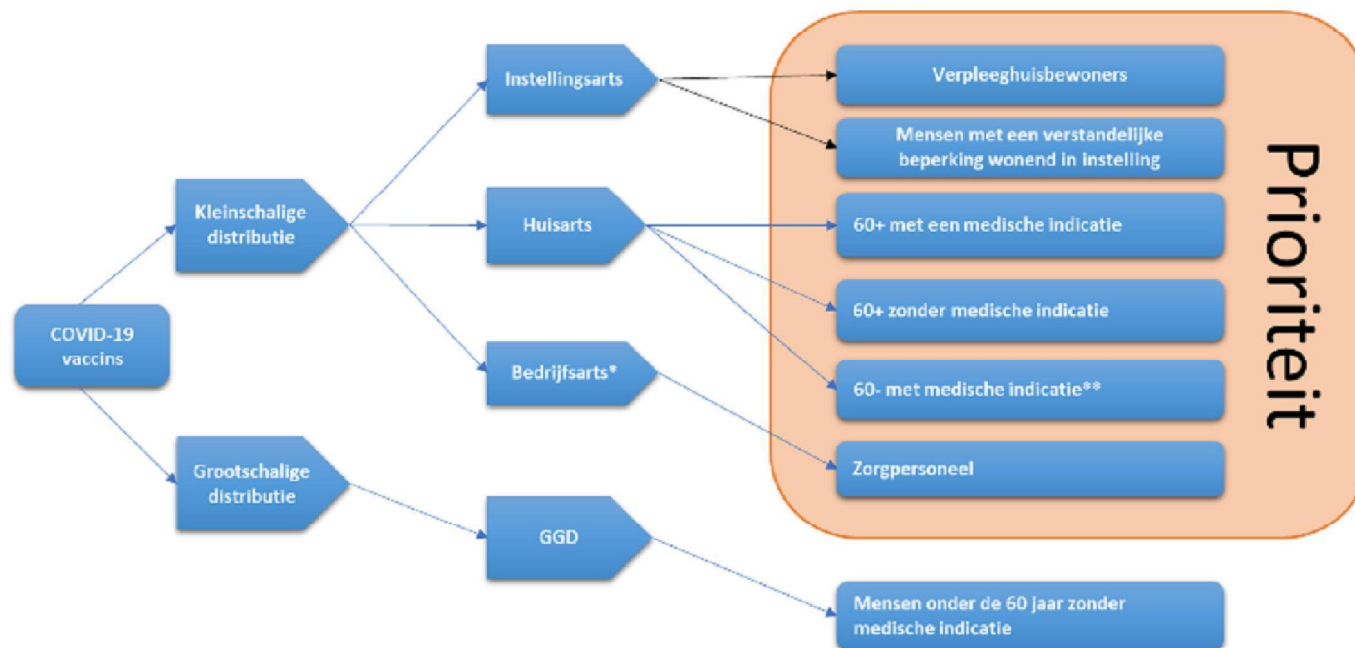 COVID-19
vaccins
Kleinschalige
distributie
Grootschalige
distributie
Instellingsarts
Huisarts
Bedrijfsarts*
GGD
Verpleeghuisbewoners
Mensen met een verstandelijke
beperking wonend in instelling
60+ met een medische indicatie
60+ zonder medische indicatie
60- met medische indicatie**
Zorgpersoneel
Mensen onder de 60 jaar zonder
medische indicatie
Prioriteit